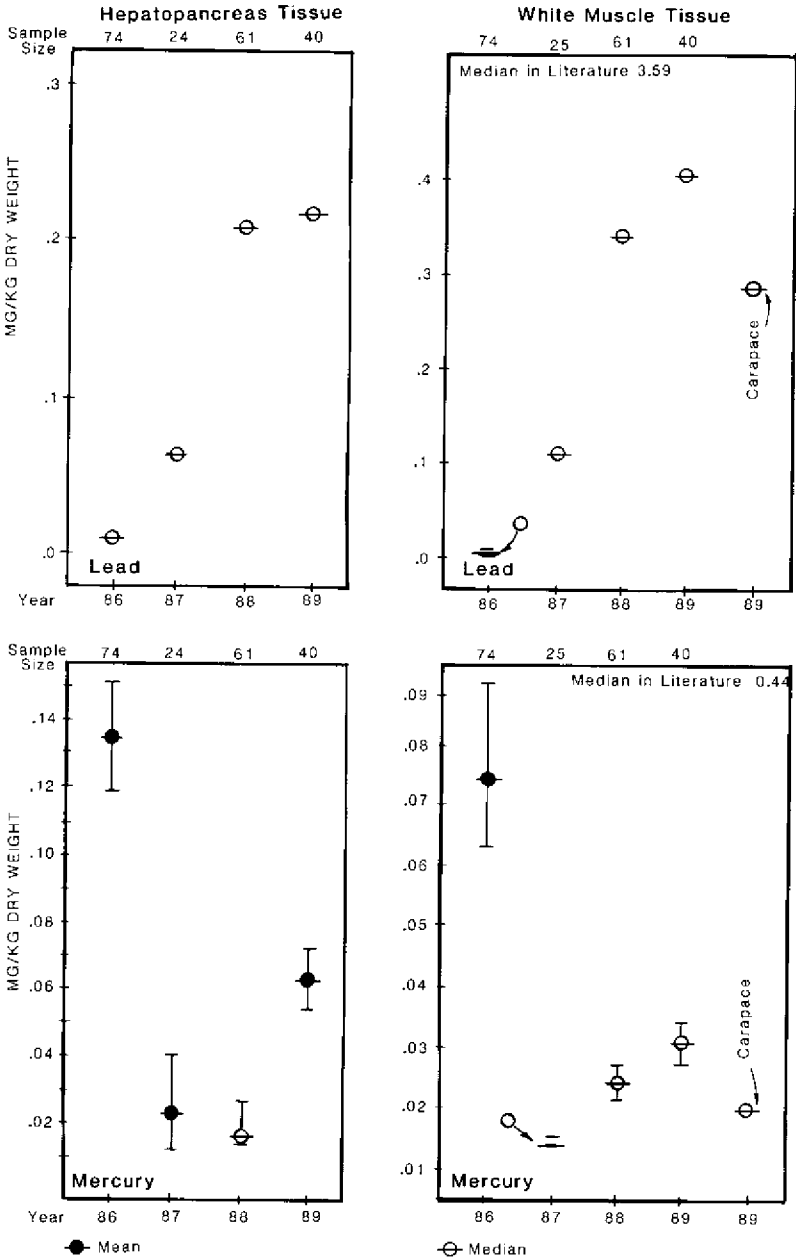 Hepatopancreas Tissue
White Muscle Tissue
Sample Size
74 24 61 40
74 25 61 40
Median in Literature 3.59
MG/KG DRY WEIGHT
.3
.2
.1
.0
Lead
.4
.3
.2
.1
.0
Lead
Carapace
Year
86 87 88 89
86 87 88 89 89
Sample Size
74 24 61 40
74 25 61 40
Median in Literature 0.44
MG/KG DRY WEIGHT
.14
.12
.10
.08
.06
.04
.02
Mercury
.09
.08
.07
.06
.05
.04
.03
.02
.01
Mercury
Carapace
Year
86 87 88 89
86 87 88 89 89
Mean
Median